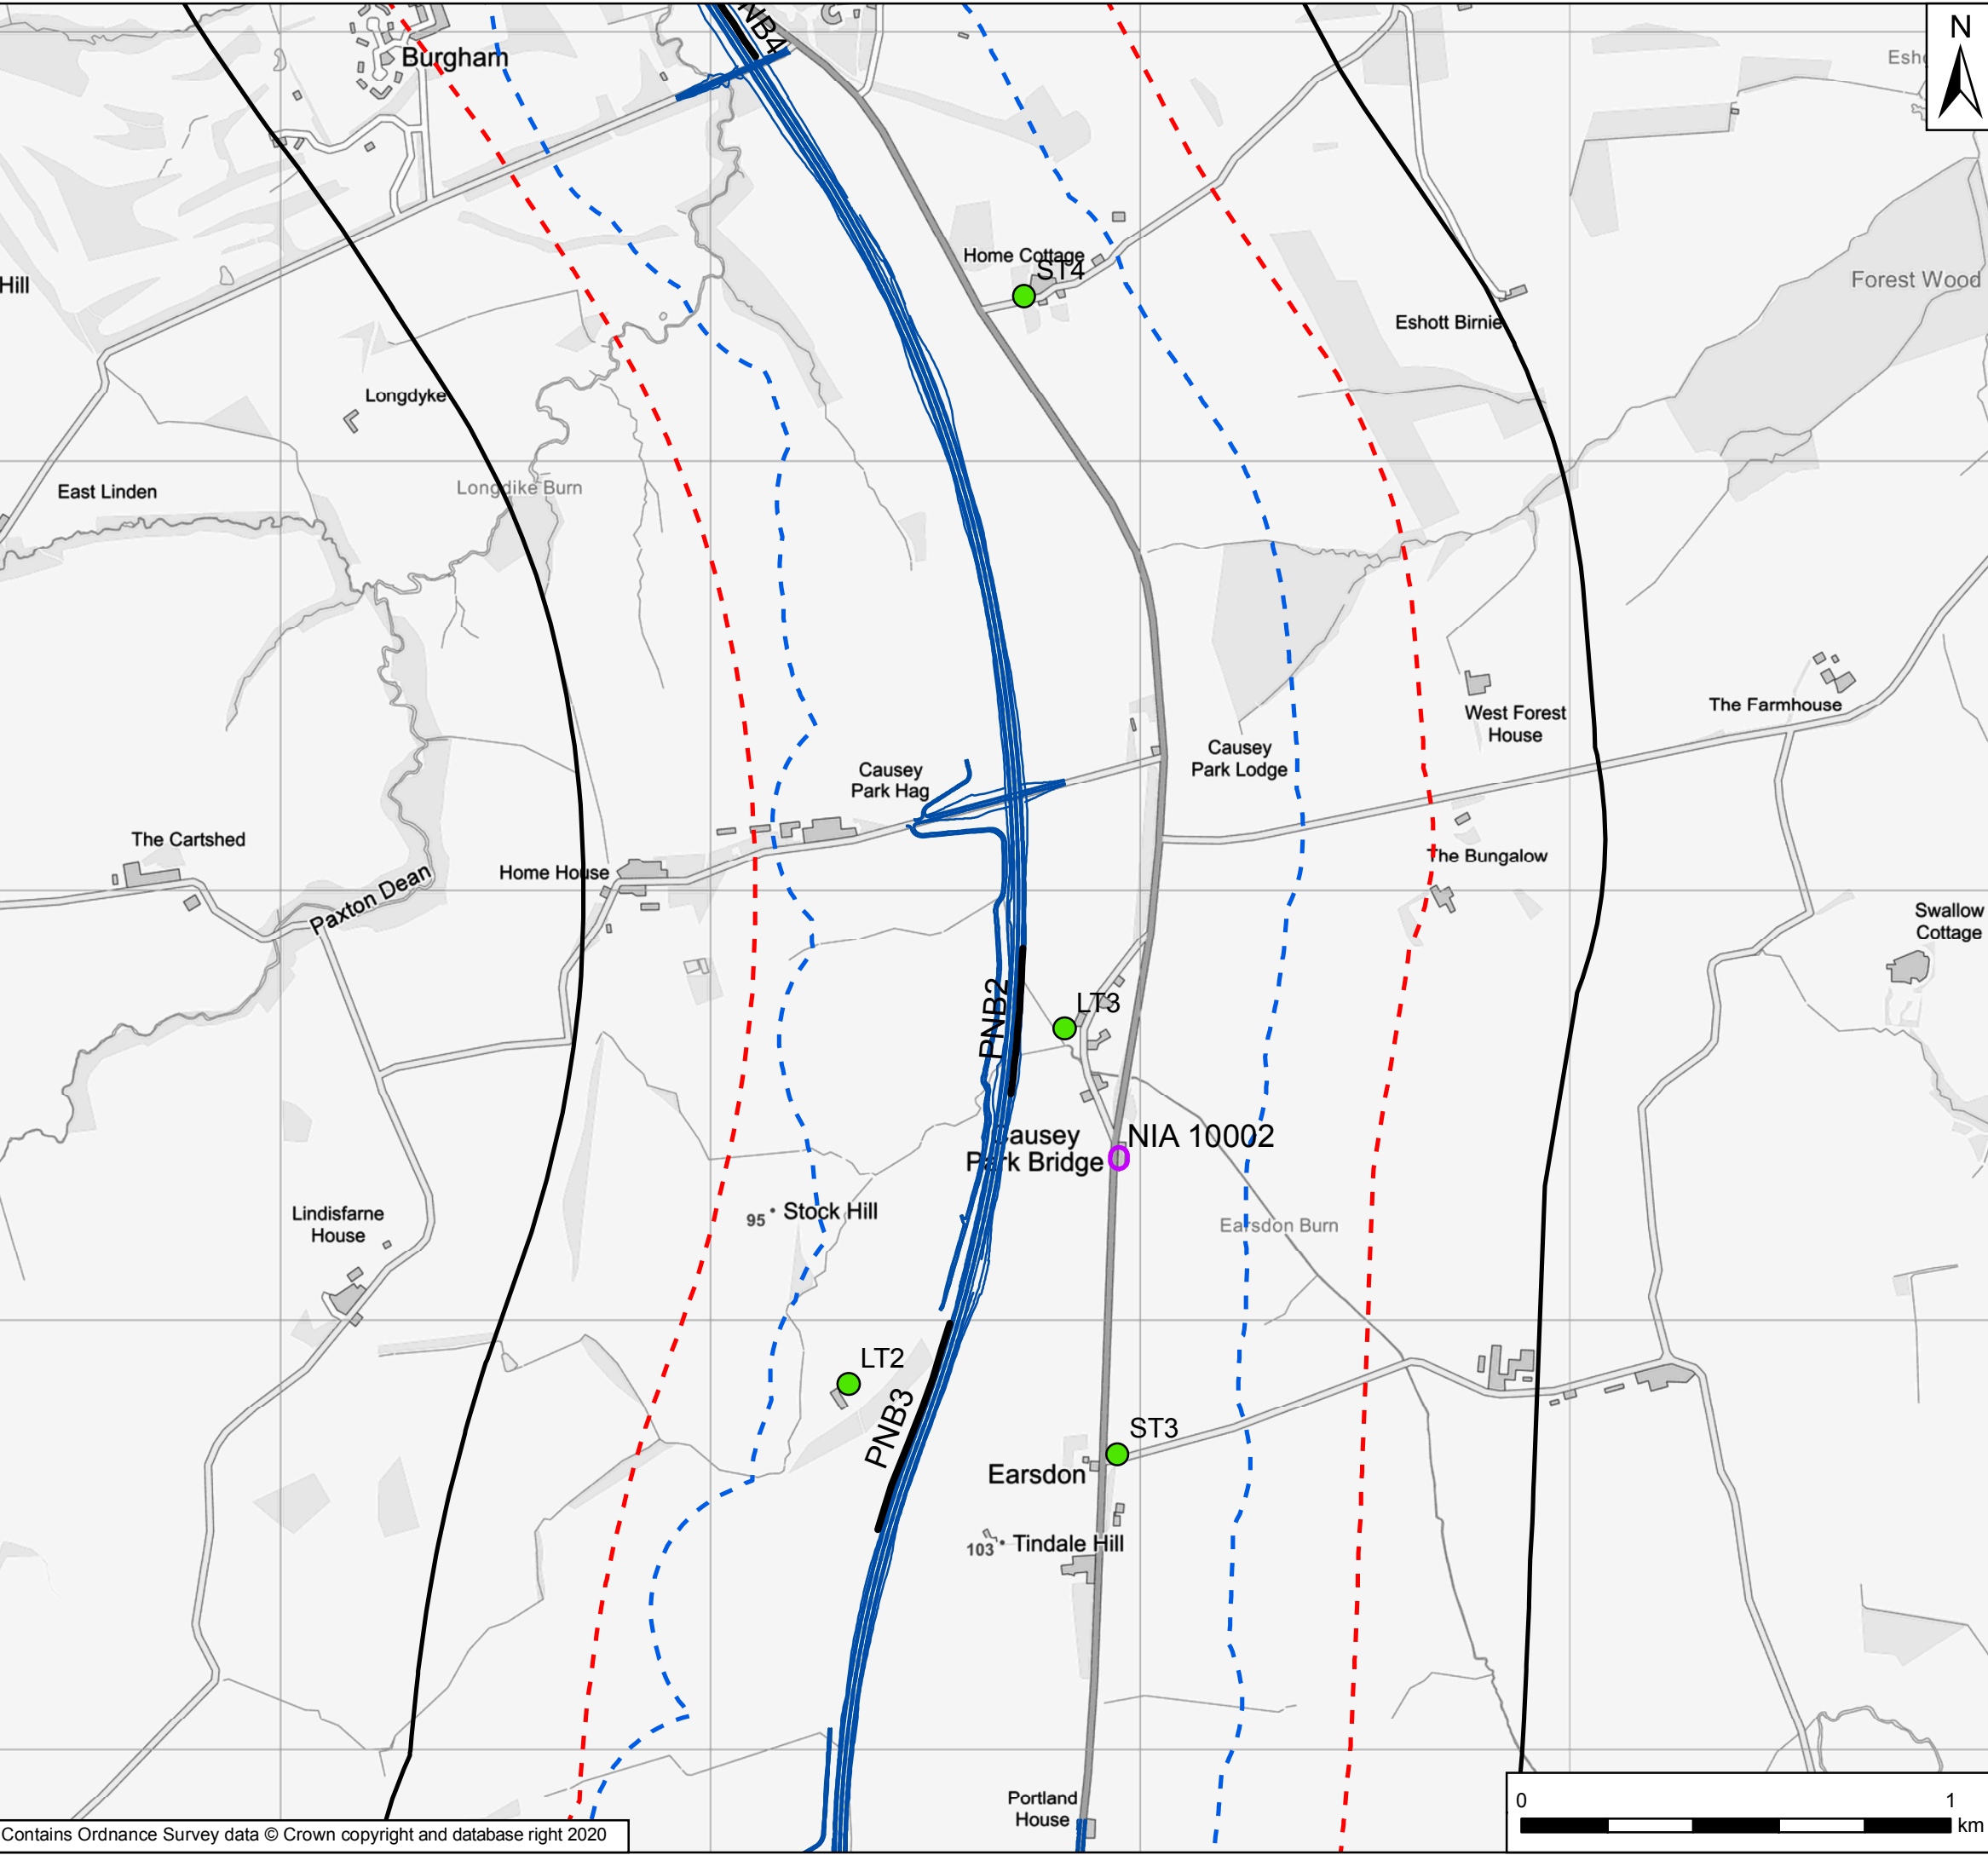 NB4
N
Burgham
Esh
Home Cottage
ST4
Hill
Forest Wood
Eshott Birnie
Longdyke
East Linden
Longdike Burn
The Farmhouse
West Forest
House
Causey
Park Lodge
Causey
Park Hag
The Cartshed
The Bungalow
Home House
Paxton Dean
Swallow
Cottage
PNB2
LT3
NIA 10002
Causey
Park Bridge
95 Stock Hill
Lindisfarne
House
Earsdon Burn
LT2
PNB3
ST3
Earsdon
103 Tindale Hill
Portland
House
0 1
km
Contains Ordnance Survey data © Crown copyright and database right 2020